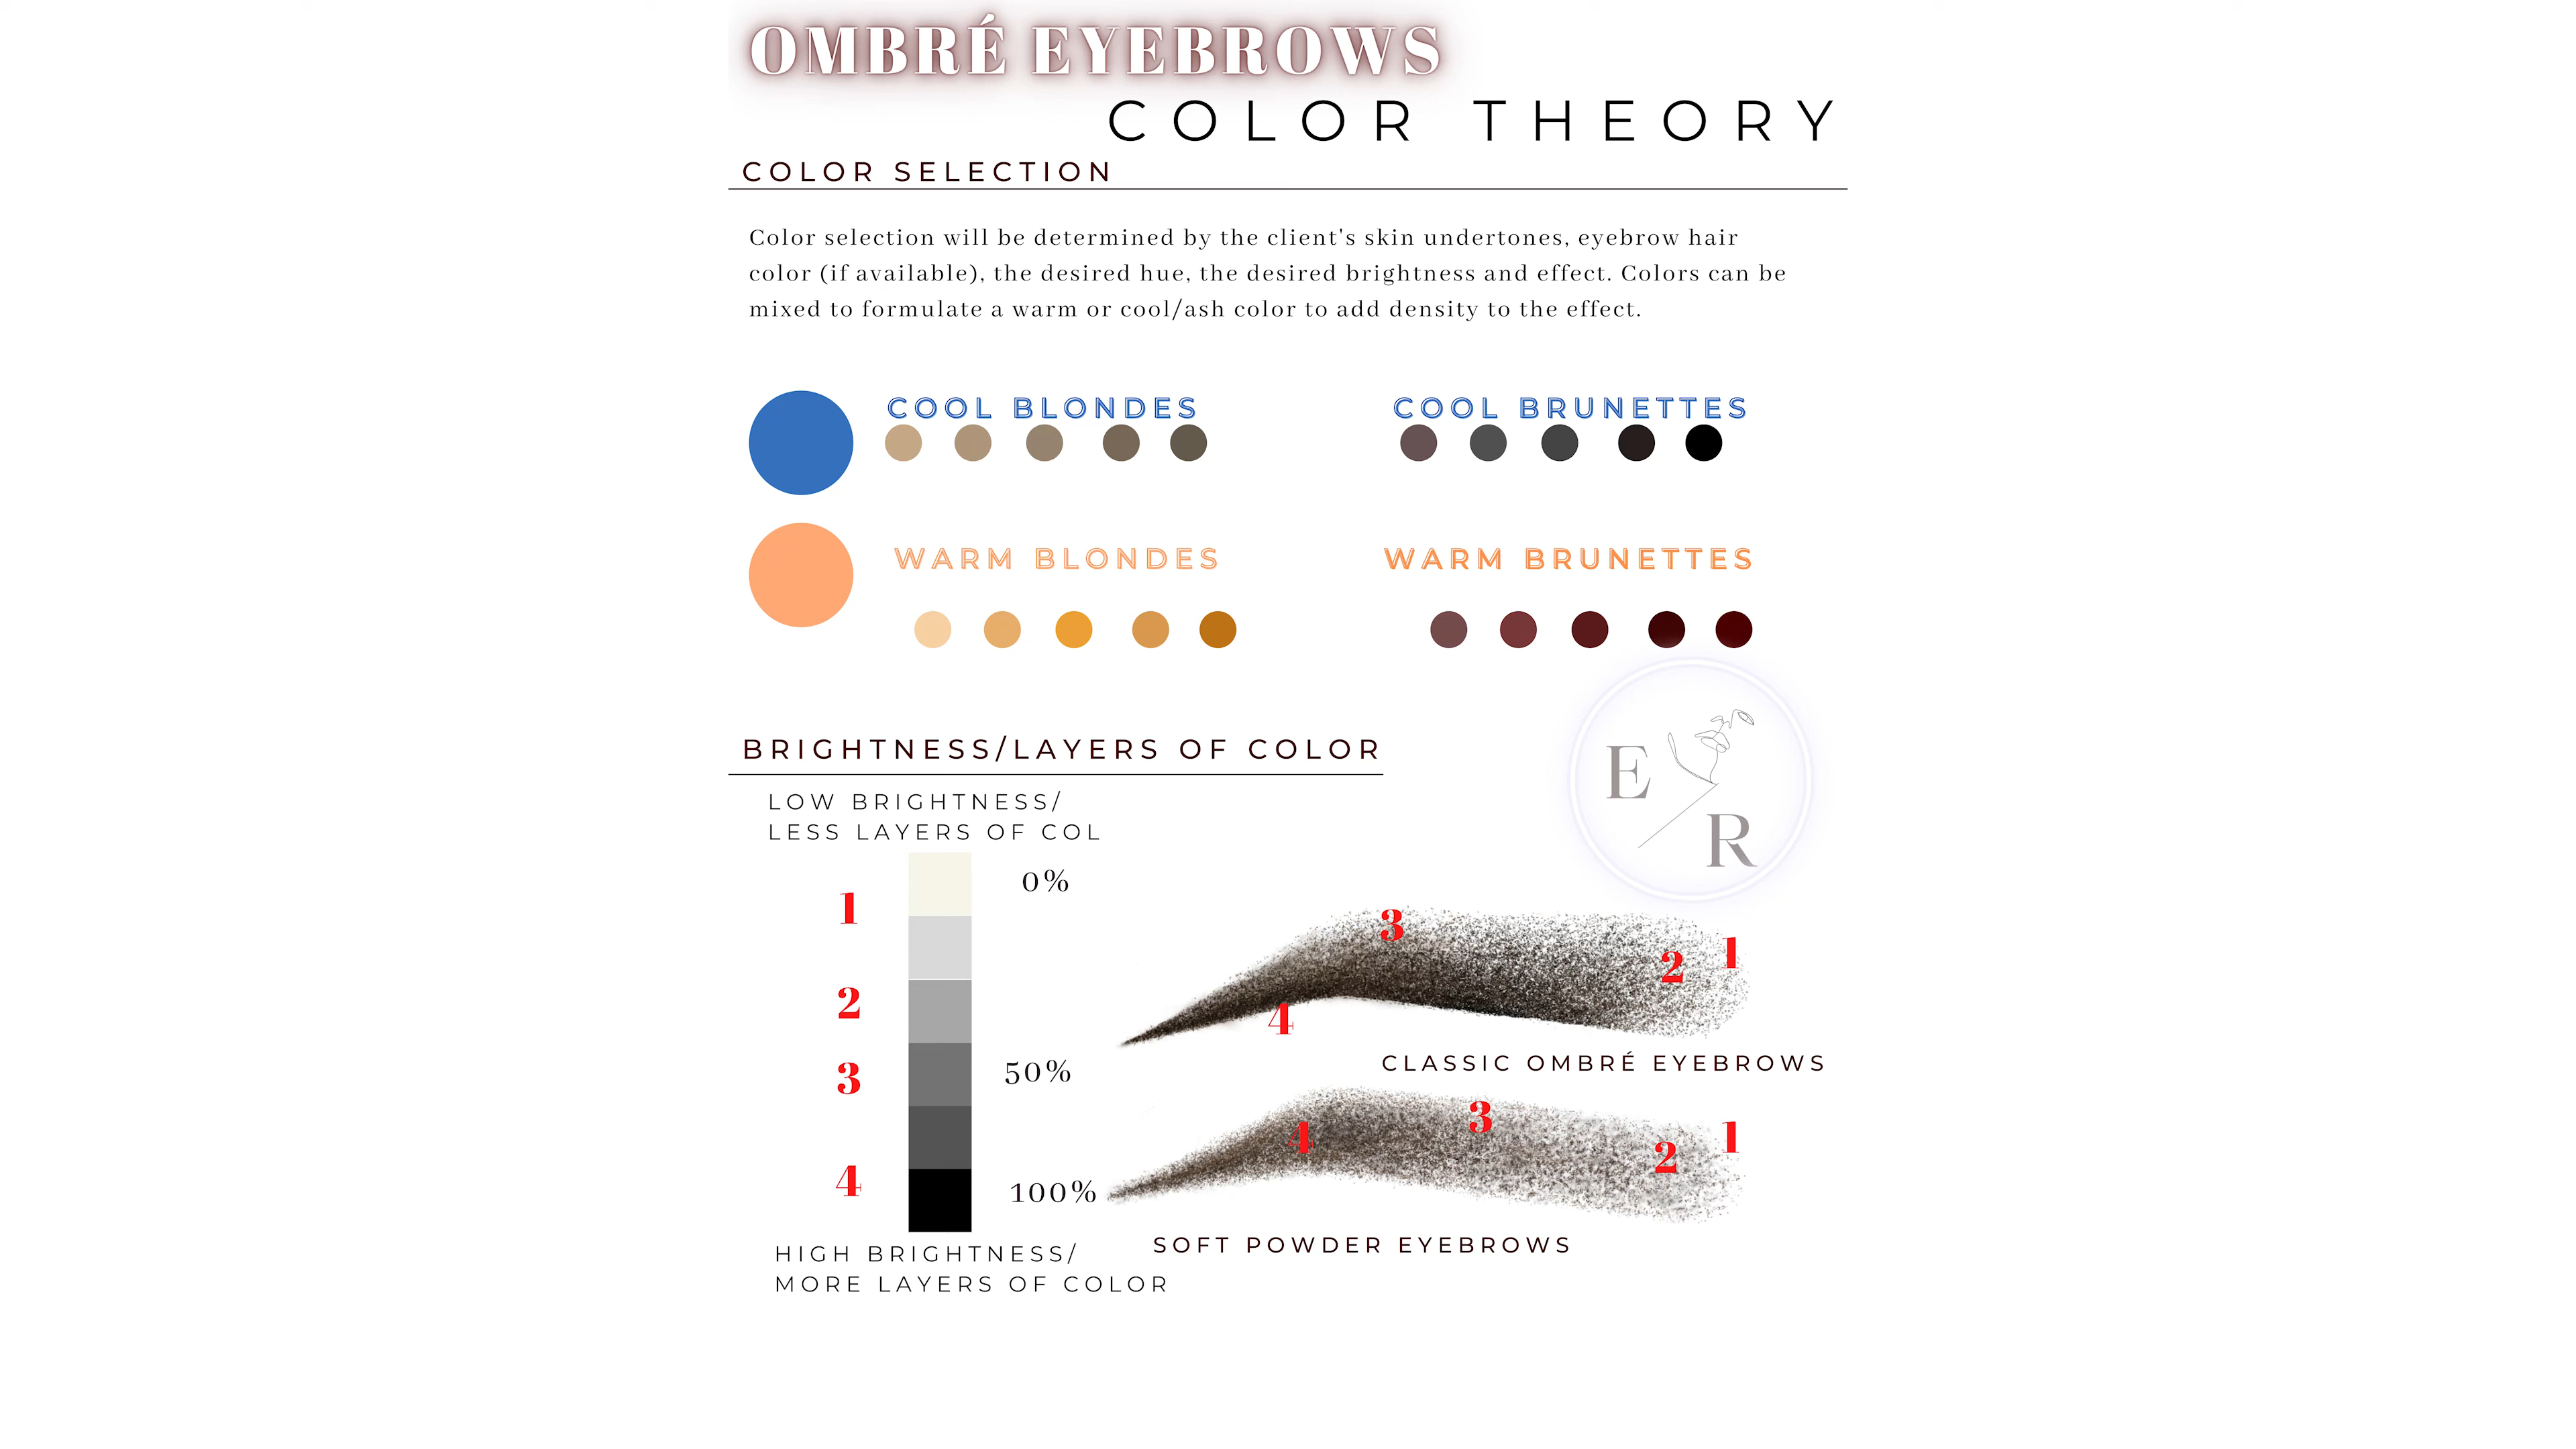 OMBRÉ EYEBROWS
COLOR THEORY
COLOR SELECTION
Color selection will be determined by the client's skin undertones, eyebrow hair
color (if available), the desired hue, the desired brightness and effect. Colors can be
mixed to formulate a warm or cool/ash color to add density to the effect.
COOL BLONDES
COOL BRUNETTES
WARM BLONDES
WARM BRUNETTES
E
R
BRIGHTNESS/LAYERS OF COLOR
LOW BRIGHTNESS/
LESS LAYERS OF COL
0%
1
2
3
50%
4
100%
HIGH BRIGHTNESS/
MORE LAYERS OF COLOR
3
1
2
4
CLASSIC OMBRÉ EYEBROWS
3
4
1
2
SOFT POWDER EYEBROWS